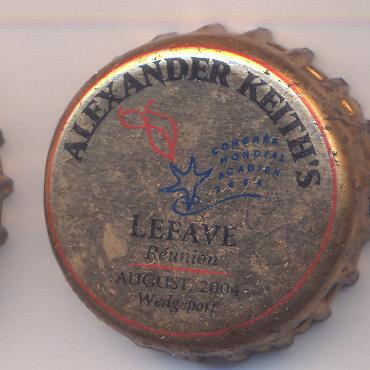 ALEXANDER KEITH'S
CONGRÈS
MONDIAL
ACADIEN
2004
LEFAVE
Réunion
AUGUST, 2004
Wedgeport